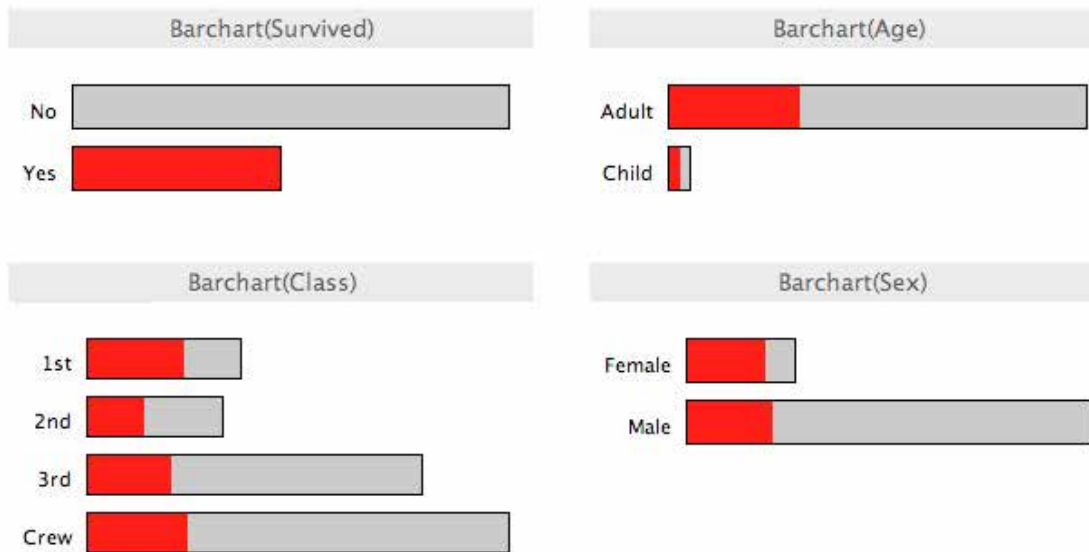 Barchart(Survived)
No
Yes
Barchart(Age)
Adult
Child
Barchart(Class)
1st
2nd
3rd
Crew
Barchart(Sex)
Female
Male